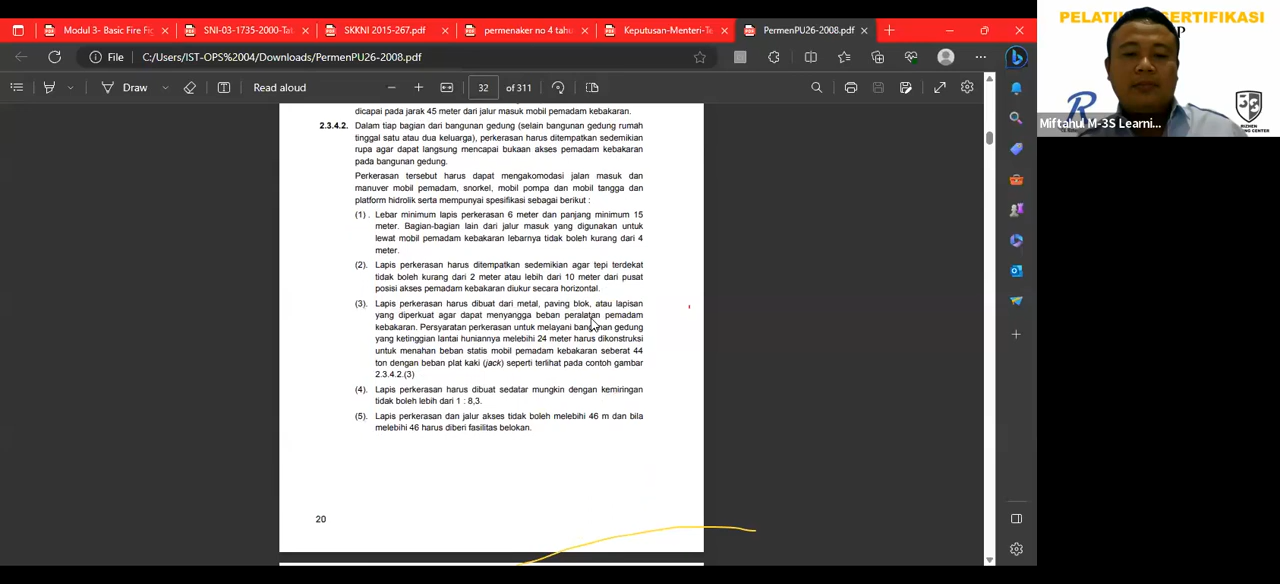 Modul 3- Basic Fire Fig
SNI-03-1735-2000-Tat
SKKNI 2015-267.pdf
permenaker no 4 tahu
Keputusan-Menteri-Te
PermenPU26-2008.pdf
File
C:/Users/IST-OPS%2004/Downloads/PermenPU26-2008.pdf
Draw
Read aloud
32
of 311
dicapai pada jarak 45 meter dari jalur masuk mobil pemadam kebakaran.
2.3.4.2. Dalam tiap bagian dari bangunan gedung (selain bangunan gedung rumah
tinggal satu atau dua keluarga), perkerasan harus ditempatkan sedemikian
rupa agar dapat langsung mencapai bukaan akses pemadam kebakaran
pada bangunan gedung.
Perkerasan tersebut harus dapat mengakomodasi jalan masuk dan
manuver mobil pemadam, snorkel, mobil pompa dan mobil tangga dan
platform hidrolik serta mempunyai spesifikasi sebagai berikut :
(1) . Lebar minimum lapis perkerasan 6 meter dan panjang minimum 15
meter. Bagian-bagian lain dari jalur masuk yang digunakan untuk
lewat mobil pemadam kebakaran lebarnya tidak boleh kurang dari 4
meter.
(2). Lapis perkerasan harus ditempatkan sedemikian agar tepi terdekat
tidak boleh kurang dari 2 meter atau lebih dari 10 meter dari pusat
posisi akses pemadam kebakaran diukur secara horizontal.
(3). Lapis perkerasan harus dibuat dari metal, paving blok, atau lapisan
yang diperkuat agar dapat menyangga beban peralatan pemadam
kebakaran. Persyaratan perkerasan untuk melayani bangunan gedung
yang ketinggian lantai huniannya melebihi 24 meter harus dikonstruksi
untuk menahan beban statis mobil pemadam kebakaran seberat 44
ton dengan beban plat kaki (jack) seperti terlihat pada contoh gambar
2.3.4.2.(3)
(4). Lapis perkerasan harus dibuat sedatar mungkin dengan kemiringan
tidak boleh lebih dari 1 : 8,3.
(5). Lapis perkerasan dan jalur akses tidak boleh melebihi 46 m dan bila
melebihi 46 harus diberi fasilitas belokan.
20
Miftahul M-3S Learni...